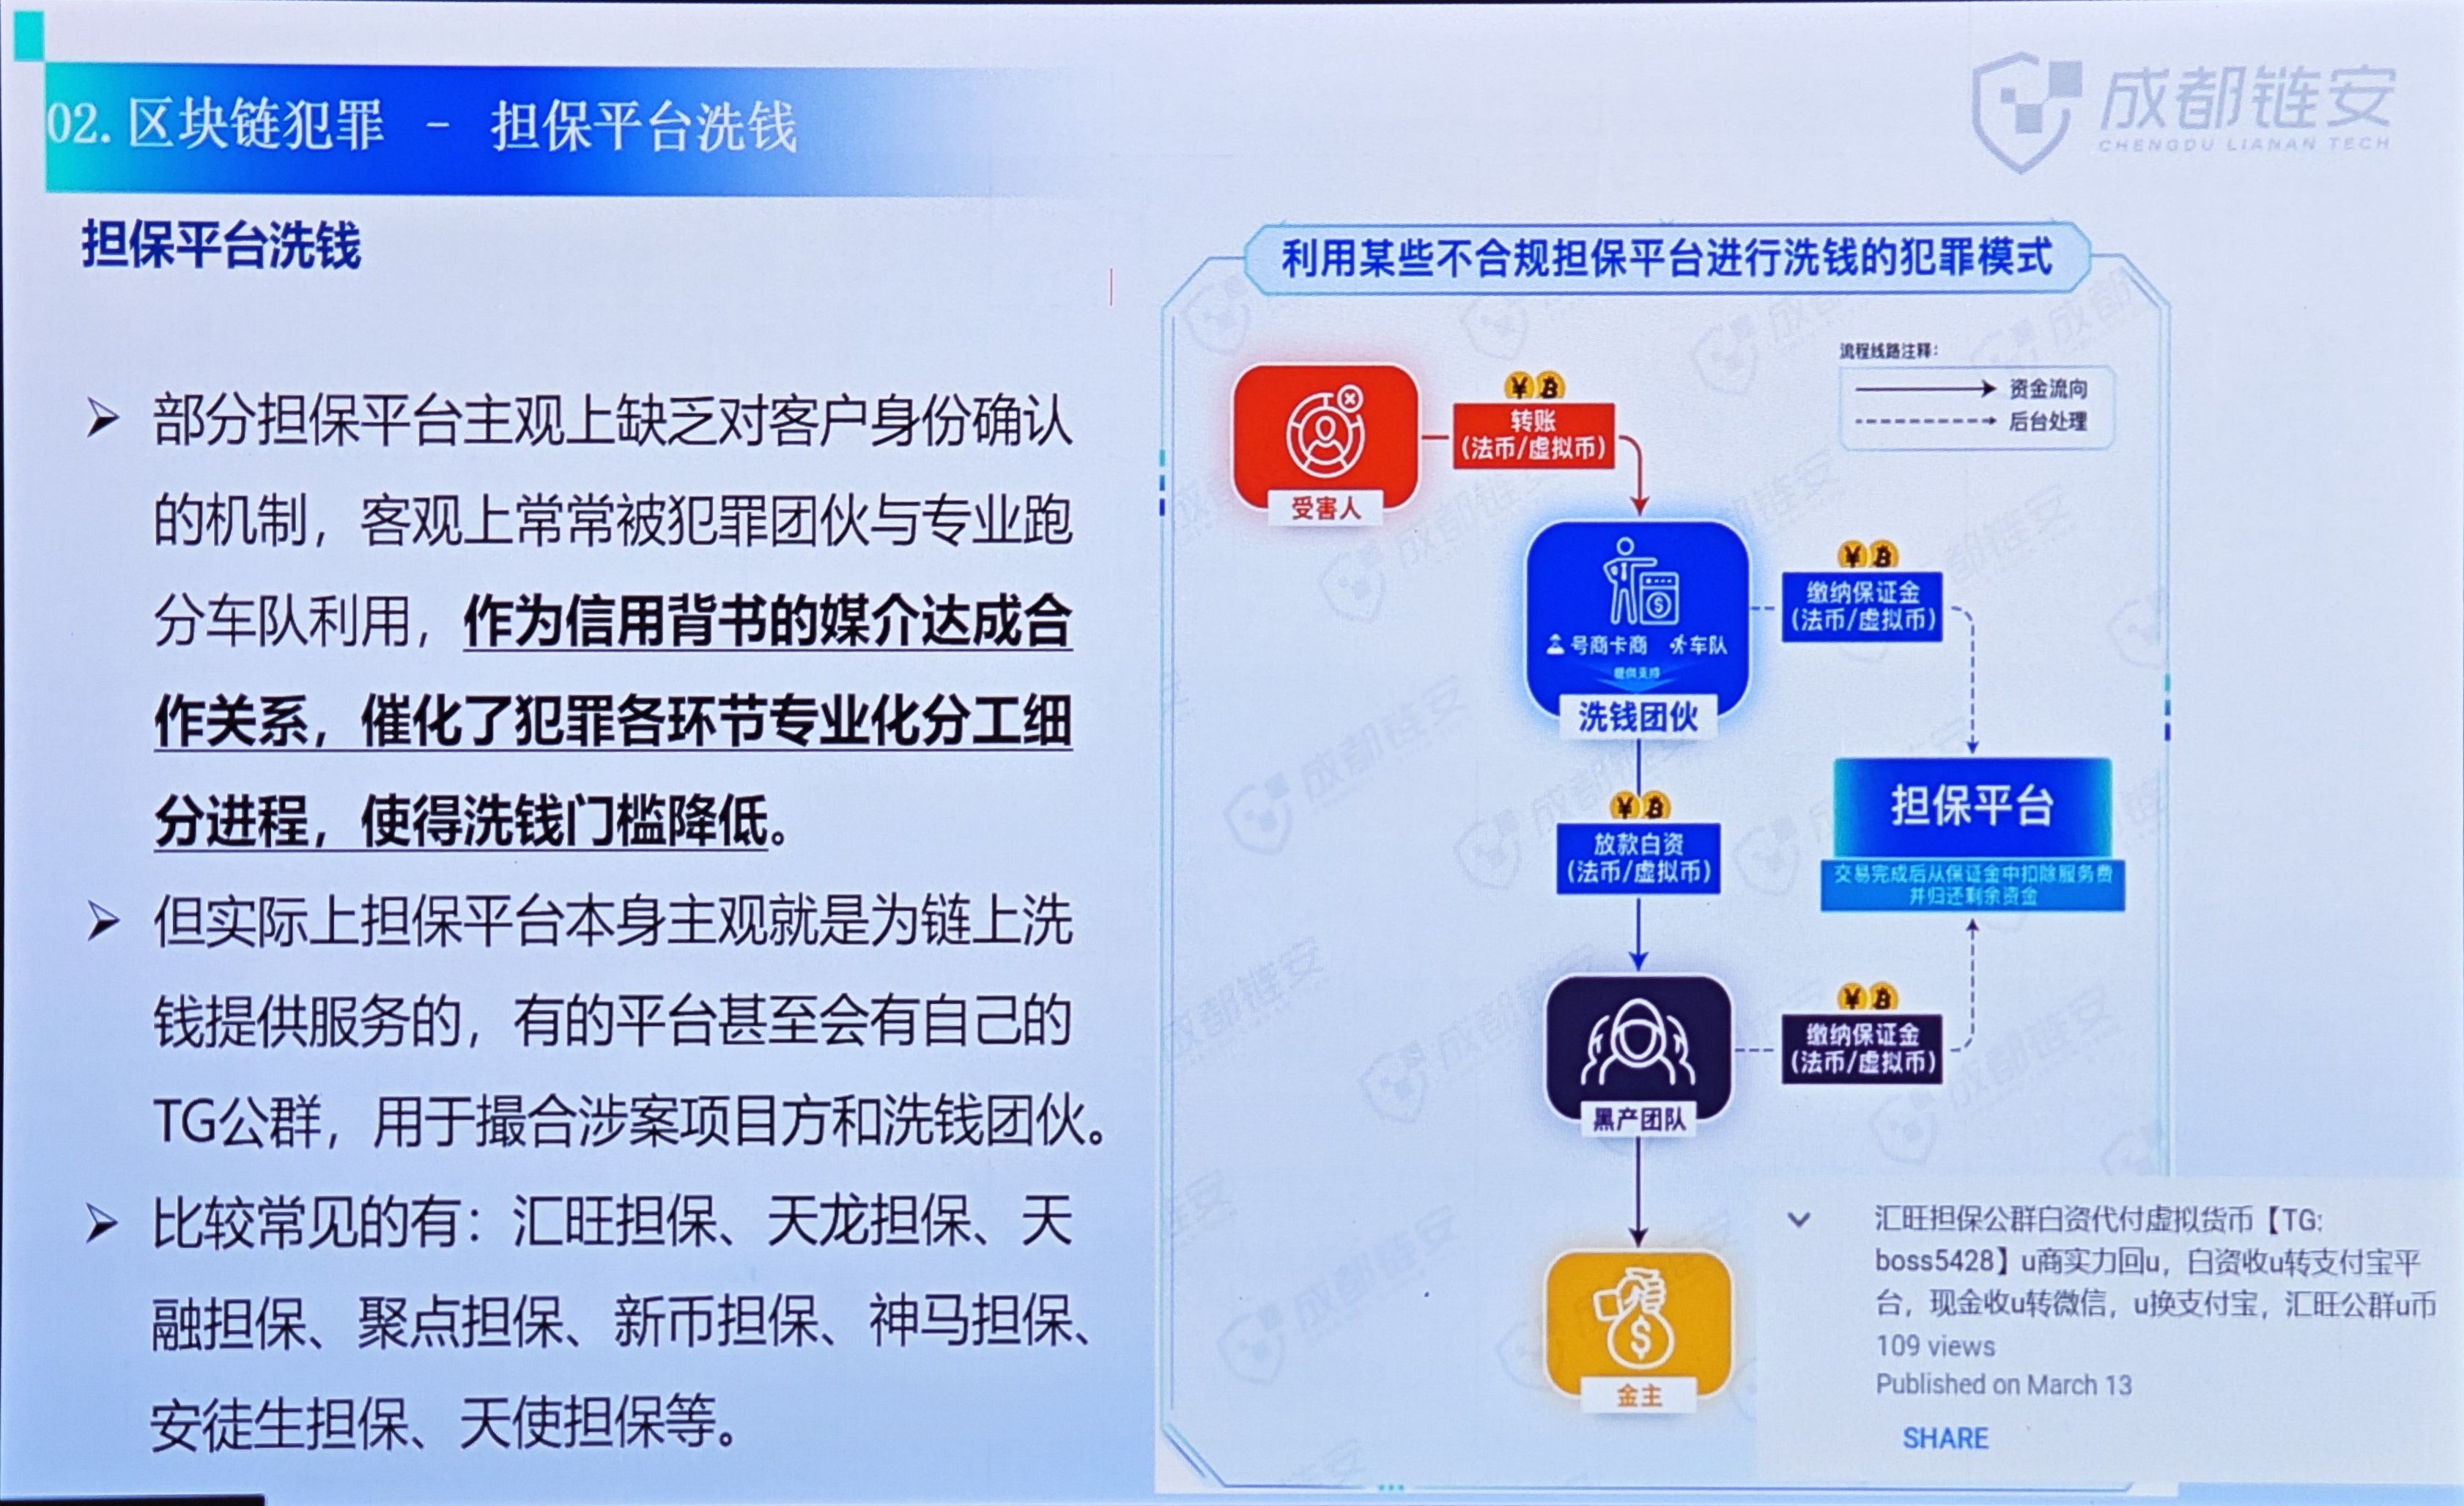 02. 区块链犯罪 - 担保平台洗钱
成都链安
CHENGDU LIANAN TECH
担保平台洗钱
部分担保平台主观上缺乏对客户身份确认
的机制，客观上常常被犯罪团伙与专业跑
分车队利用，作为信用背书的媒介达成合
作关系，催化了犯罪各环节专业化分工细
分进程，使得洗钱门槛降低。
但实际上担保平台本身主观就是为链上洗
钱提供服务的，有的平台甚至会有自己的
TG公群，用于撮合涉案项目方和洗钱团伙。
比较常见的有：汇旺担保、天龙担保、天
融担保、聚点担保、新币担保、神马担保、
安徒生担保、天使担保等。
利用某些不合规担保平台进行洗钱的犯罪模式
流程线路注释：
资金流向
后台处理
受害人
转账
(法币/虚拟币)
号商卡商 车队
提供支持
洗钱团伙
缴纳保证金
(法币/虚拟币)
担保平台
交易完成后从保证金中扣除服务费
并归还剩余资金
放款白资
(法币/虚拟币)
黑产团队
缴纳保证金
(法币/虚拟币)
金主
汇旺担保公群白资代付虚拟货币【TG:
boss5428】u商实力回u，白资收u转支付宝平
台，现金收u转微信，u换支付宝，汇旺公群u币
109 views
Published on March 13
SHARE